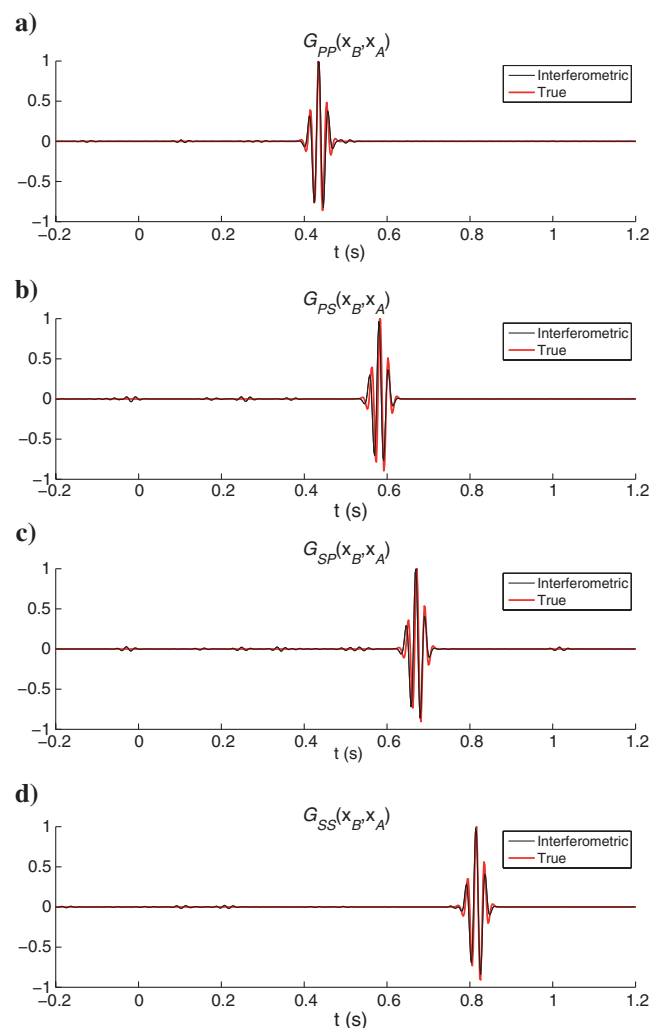 a)
G_PP(x_B,x_A)
1
0.5
0
−0.5
−1
Interferometric
True
−0.2 0 0.2 0.4 0.6 0.8 1 1.2
t (s)
b)
G_PS(x_B,x_A)
1
0.5
0
−0.5
−1
Interferometric
True
−0.2 0 0.2 0.4 0.6 0.8 1 1.2
t (s)
c)
G_SP(x_B,x_A)
1
0.5
0
−0.5
−1
Interferometric
True
−0.2 0 0.2 0.4 0.6 0.8 1 1.2
t (s)
d)
G_SS(x_B,x_A)
1
0.5
0
−0.5
−1
Interferometric
True
−0.2 0 0.2 0.4 0.6 0.8 1 1.2
t (s)